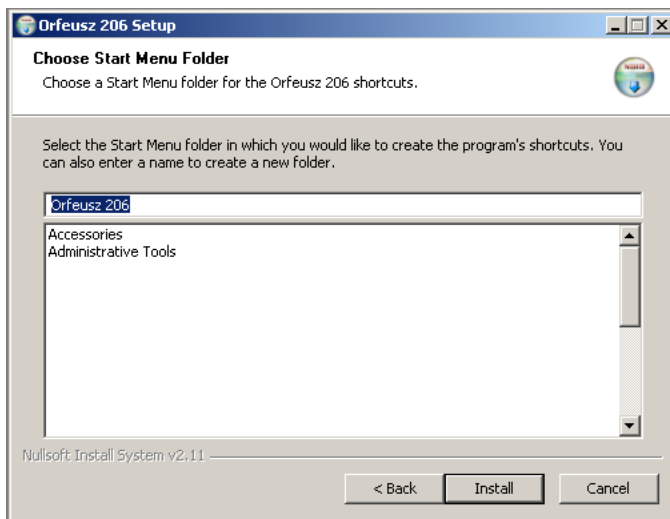 Orfeusz 206 Setup
Choose Start Menu Folder
Choose a Start Menu folder for the Orfeusz 206 shortcuts.
Select the Start Menu folder in which you would like to create the program's shortcuts. You
can also enter a name to create a new folder.
Orfeusz 206
Accessories
Administrative Tools
Nullsoft Install System v2.11
< Back
Install
Cancel